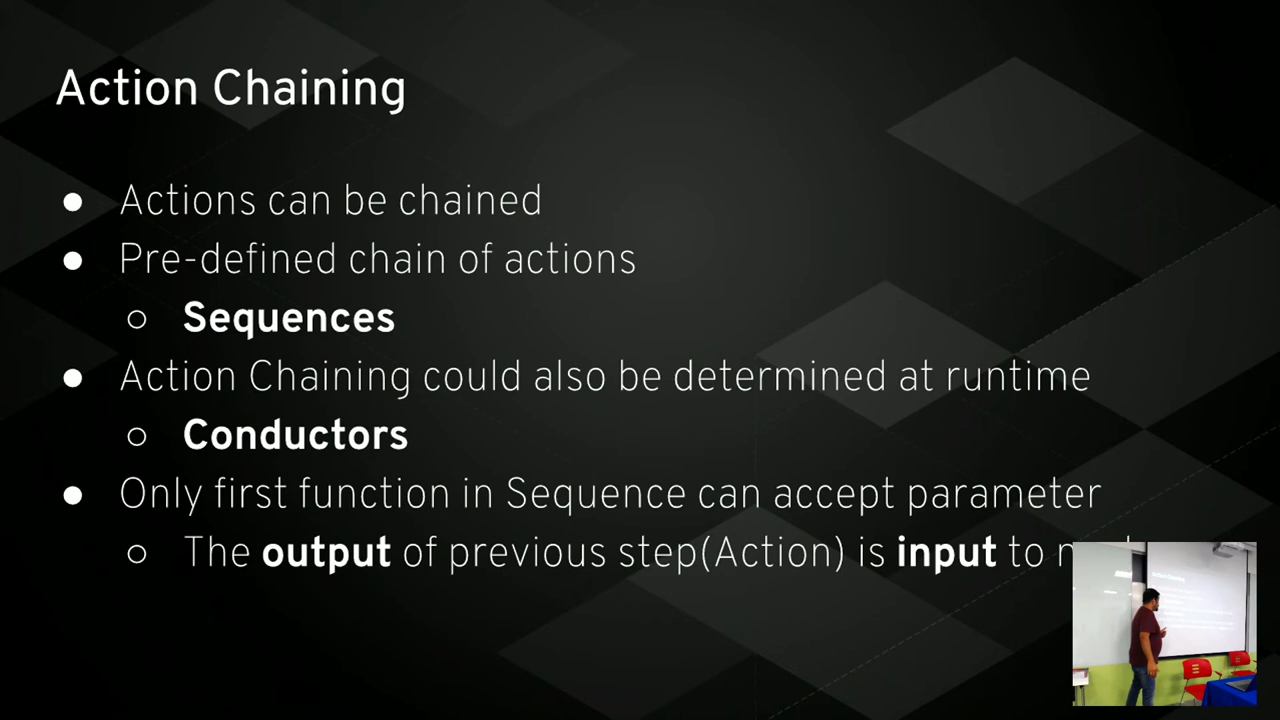 Action Chaining
● Actions can be chained
● Pre-defined chain of actions
○ Sequences
● Action Chaining could also be determined at runtime
○ Conductors
● Only first function in Sequence can accept parameter
○ The output of previous step(Action) is input to
Action Chaining